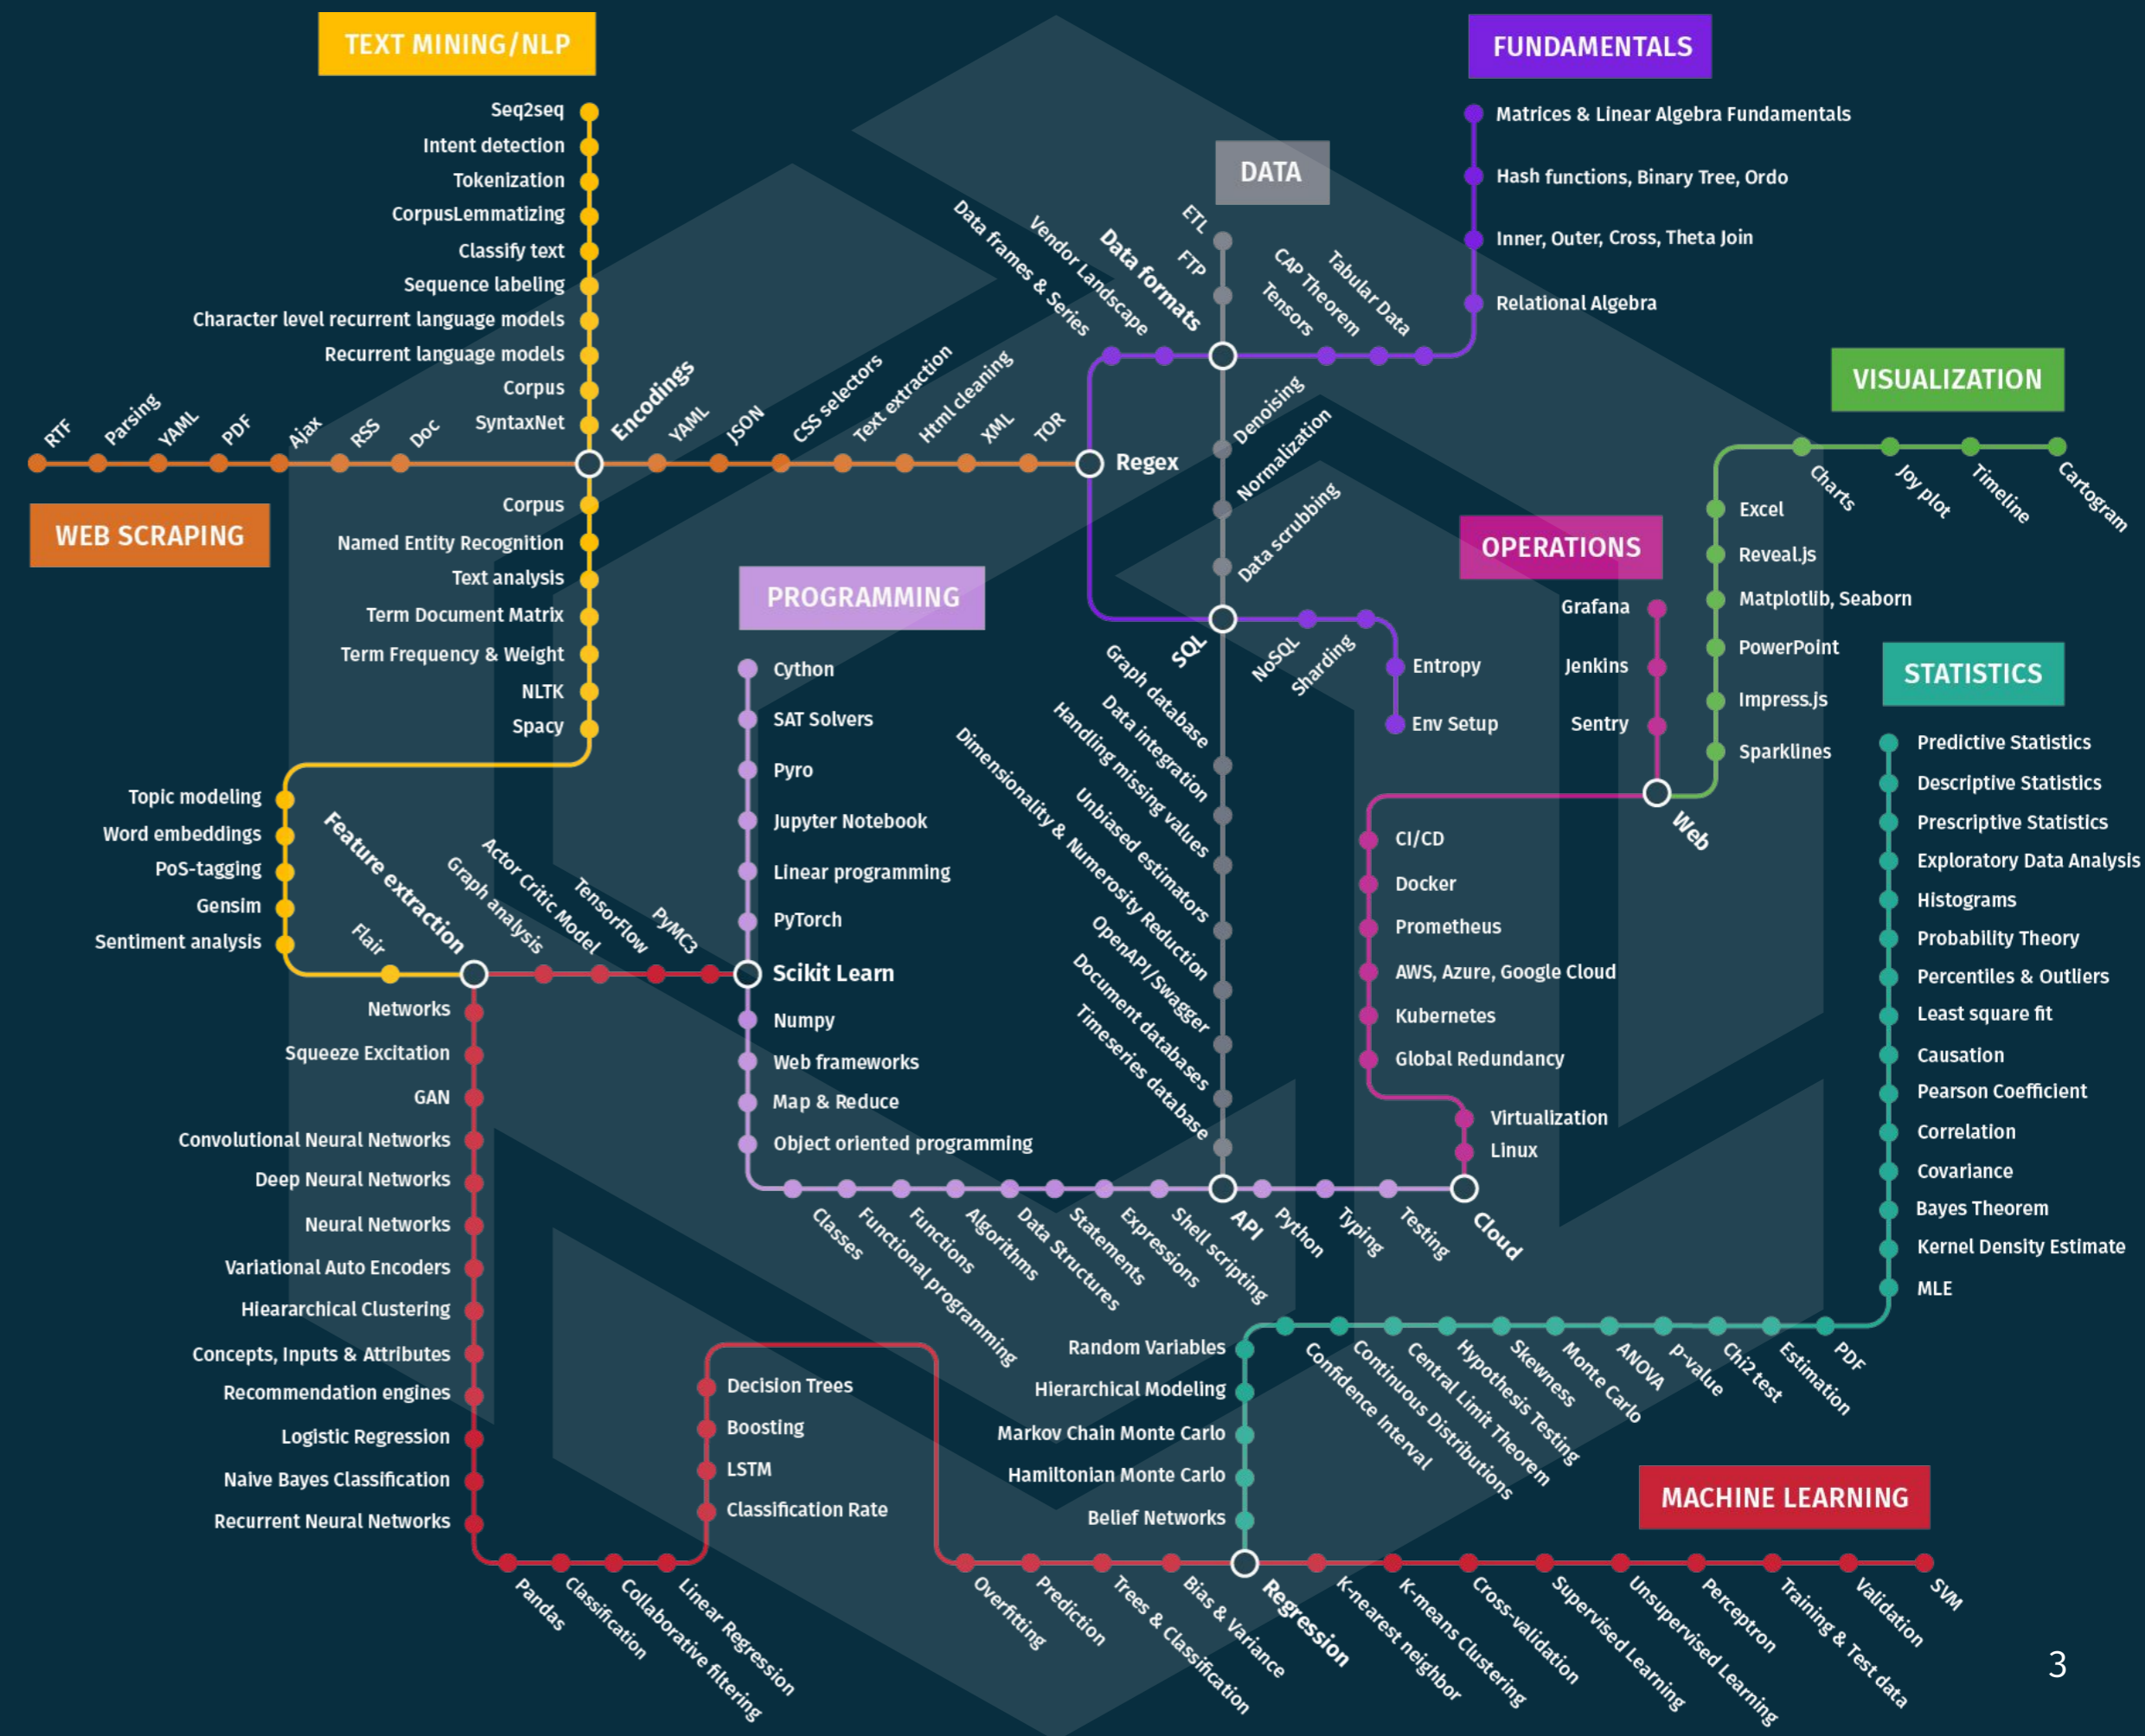 TEXT MINING/NLP
Seq2seq
Intent detection
Tokenization
CorpusLemmatizing
Classify text
Sequence labeling
Character level recurrent language models
Recurrent language models
Corpus
SyntaxNet
Encodings
RTF
Parsing
YAML
PDF
Ajax
RSS
Doc
YAML
JSON
CSS selectors
Text extraction
Html cleaning
XML
TOR
Regex
WEB SCRAPING
Corpus
Named Entity Recognition
Text analysis
Term Document Matrix
Term Frequency & Weight
NLTK
Spacy
Topic modeling
Word embeddings
PoS-tagging
Gensim
Sentiment analysis
Flair
Feature extraction
Graph analysis
Actor Critic Model
TensorFlow
PyMC3
Scikit Learn
FUNDAMENTALS
Matrices & Linear Algebra Fundamentals
Hash functions, Binary Tree, Ordo
Inner, Outer, Cross, Theta Join
Relational Algebra
DATA
ETL
FTP
Data formats
Vendor Landscape
Data frames & Series
Tensors
CAP Theorem
Tabular Data
Denoising
Normalization
Data scrubbing
SQL
NoSQL
Sharding
Entropy
Env Setup
Graph database
Data integration
Handling missing values
Unbiased estimators
Dimensionality & Numerosity Reduction
OpenAPI/Swagger
Document databases
Timeseries database
API
PROGRAMMING
Cython
SAT Solvers
Pyro
Jupyter Notebook
Linear programming
PyTorch
Numpy
Web frameworks
Map & Reduce
Object oriented programming
Classes
Functional programming
Functions
Algorithms
Data Structures
Statements
Expressions
Shell scripting
Python
Typing
Testing
Cloud
VISUALIZATION
Charts
Joy plot
Timeline
Cartogram
Excel
Reveal.js
Matplotlib, Seaborn
PowerPoint
Impress.js
Sparklines
OPERATIONS
Grafana
Jenkins
Sentry
Web
CI/CD
Docker
Prometheus
AWS, Azure, Google Cloud
Kubernetes
Global Redundancy
Virtualization
Linux
STATISTICS
Predictive Statistics
Descriptive Statistics
Prescriptive Statistics
Exploratory Data Analysis
Histograms
Probability Theory
Percentiles & Outliers
Least square fit
Causation
Pearson Coefficient
Correlation
Covariance
Bayes Theorem
Kernel Density Estimate
MLE
PDF
Estimation
Chi2 test
p-value
ANOVA
Monte Carlo
Skewness
Hypothesis Testing
Central Limit Theorem
Continuous Distributions
Confidence Interval
Random Variables
Hierarchical Modeling
Markov Chain Monte Carlo
Hamiltonian Monte Carlo
Belief Networks
Networks
Squeeze Excitation
GAN
Convolutional Neural Networks
Deep Neural Networks
Neural Networks
Variational Auto Encoders
Hieararchical Clustering
Concepts, Inputs & Attributes
Recommendation engines
Logistic Regression
Naive Bayes Classification
Recurrent Neural Networks
Pandas
Classification
Collaborative filtering
Linear Regression
Decision Trees
Boosting
LSTM
Classification Rate
Overfitting
Prediction
Trees & Classification
Bias & Variance
Regression
K-nearest neighbor
K-means Clustering
Cross-validation
Supervised Learning
Unsupervised Learning
Perceptron
Training & Test data
Validation
SVM
MACHINE LEARNING
3